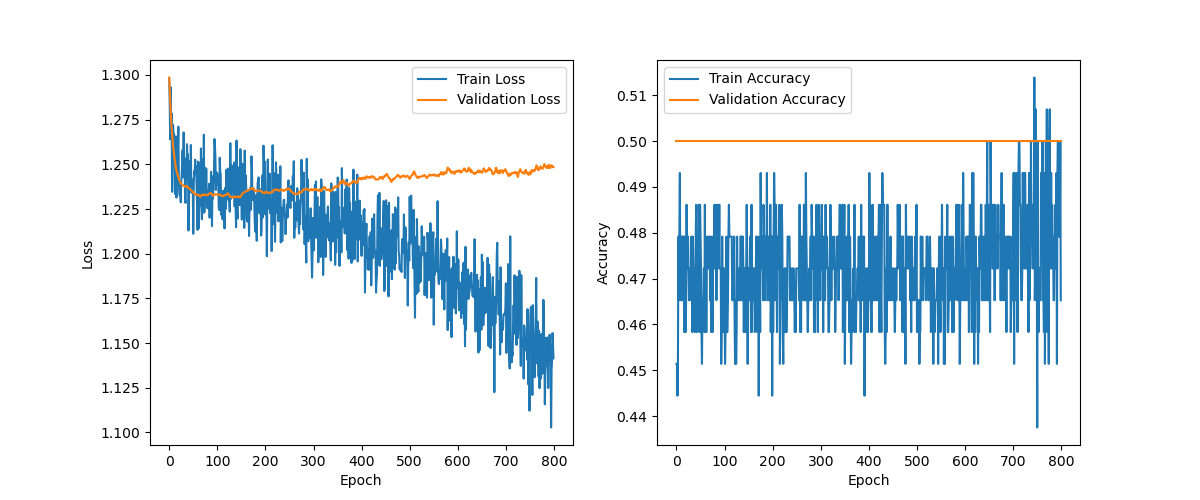 1.300
1.275
1.250
1.225
1.200
1.175
1.150
1.125
1.100
Loss
0 100 200 300 400 500 600 700 800
Epoch
Train Loss
Validation Loss
0.51
0.50
0.49
0.48
0.47
0.46
0.45
0.44
Accuracy
0 100 200 300 400 500 600 700 800
Epoch
Train Accuracy
Validation Accuracy